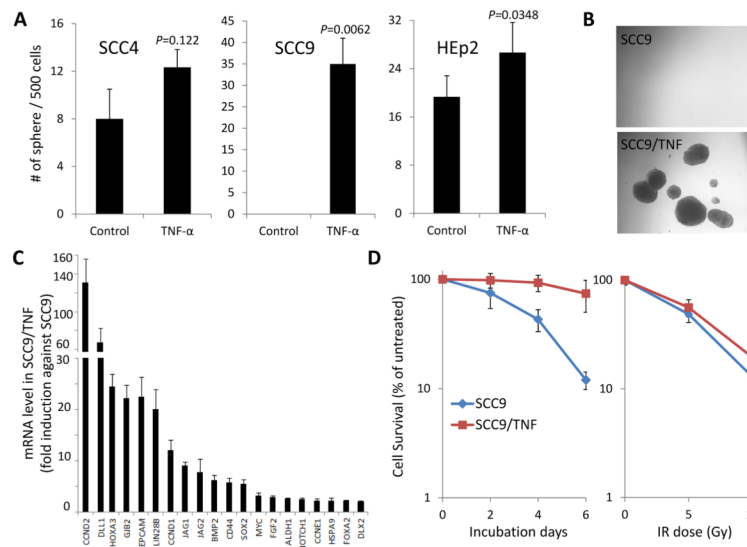 A
# of sphere / 500 cells
SCC4
P=0.122
16
12
8
4
0
Control
TNF-α
SCC9
P=0.0062
45
40
35
30
25
20
15
10
5
0
Control
TNF-α
HEp2
P=0.0348
32
24
16
8
0
Control
TNF-α
B
SCC9
SCC9/TNF
C
mRNA level in SCC9/TNF
(fold induction against SCC9)
160
140
120
100
80
60
20
30
20
10
0
CCND2
DLL1
HOXA3
GJB2
EPCAM
LIN28B
CCND1
JAG1
JAG2
BMP2
CD44
SOX2
MYC
FGF2
ALDH1
NOTCH1
CCNE1
HSPA9
FOXA2
DLX2
D
Cell Survival (% of untreated)
100
10
1
0
2
4
6
Incubation days
SCC9
SCC9/TNF
100
10
1
0
5
IR dose (Gy)